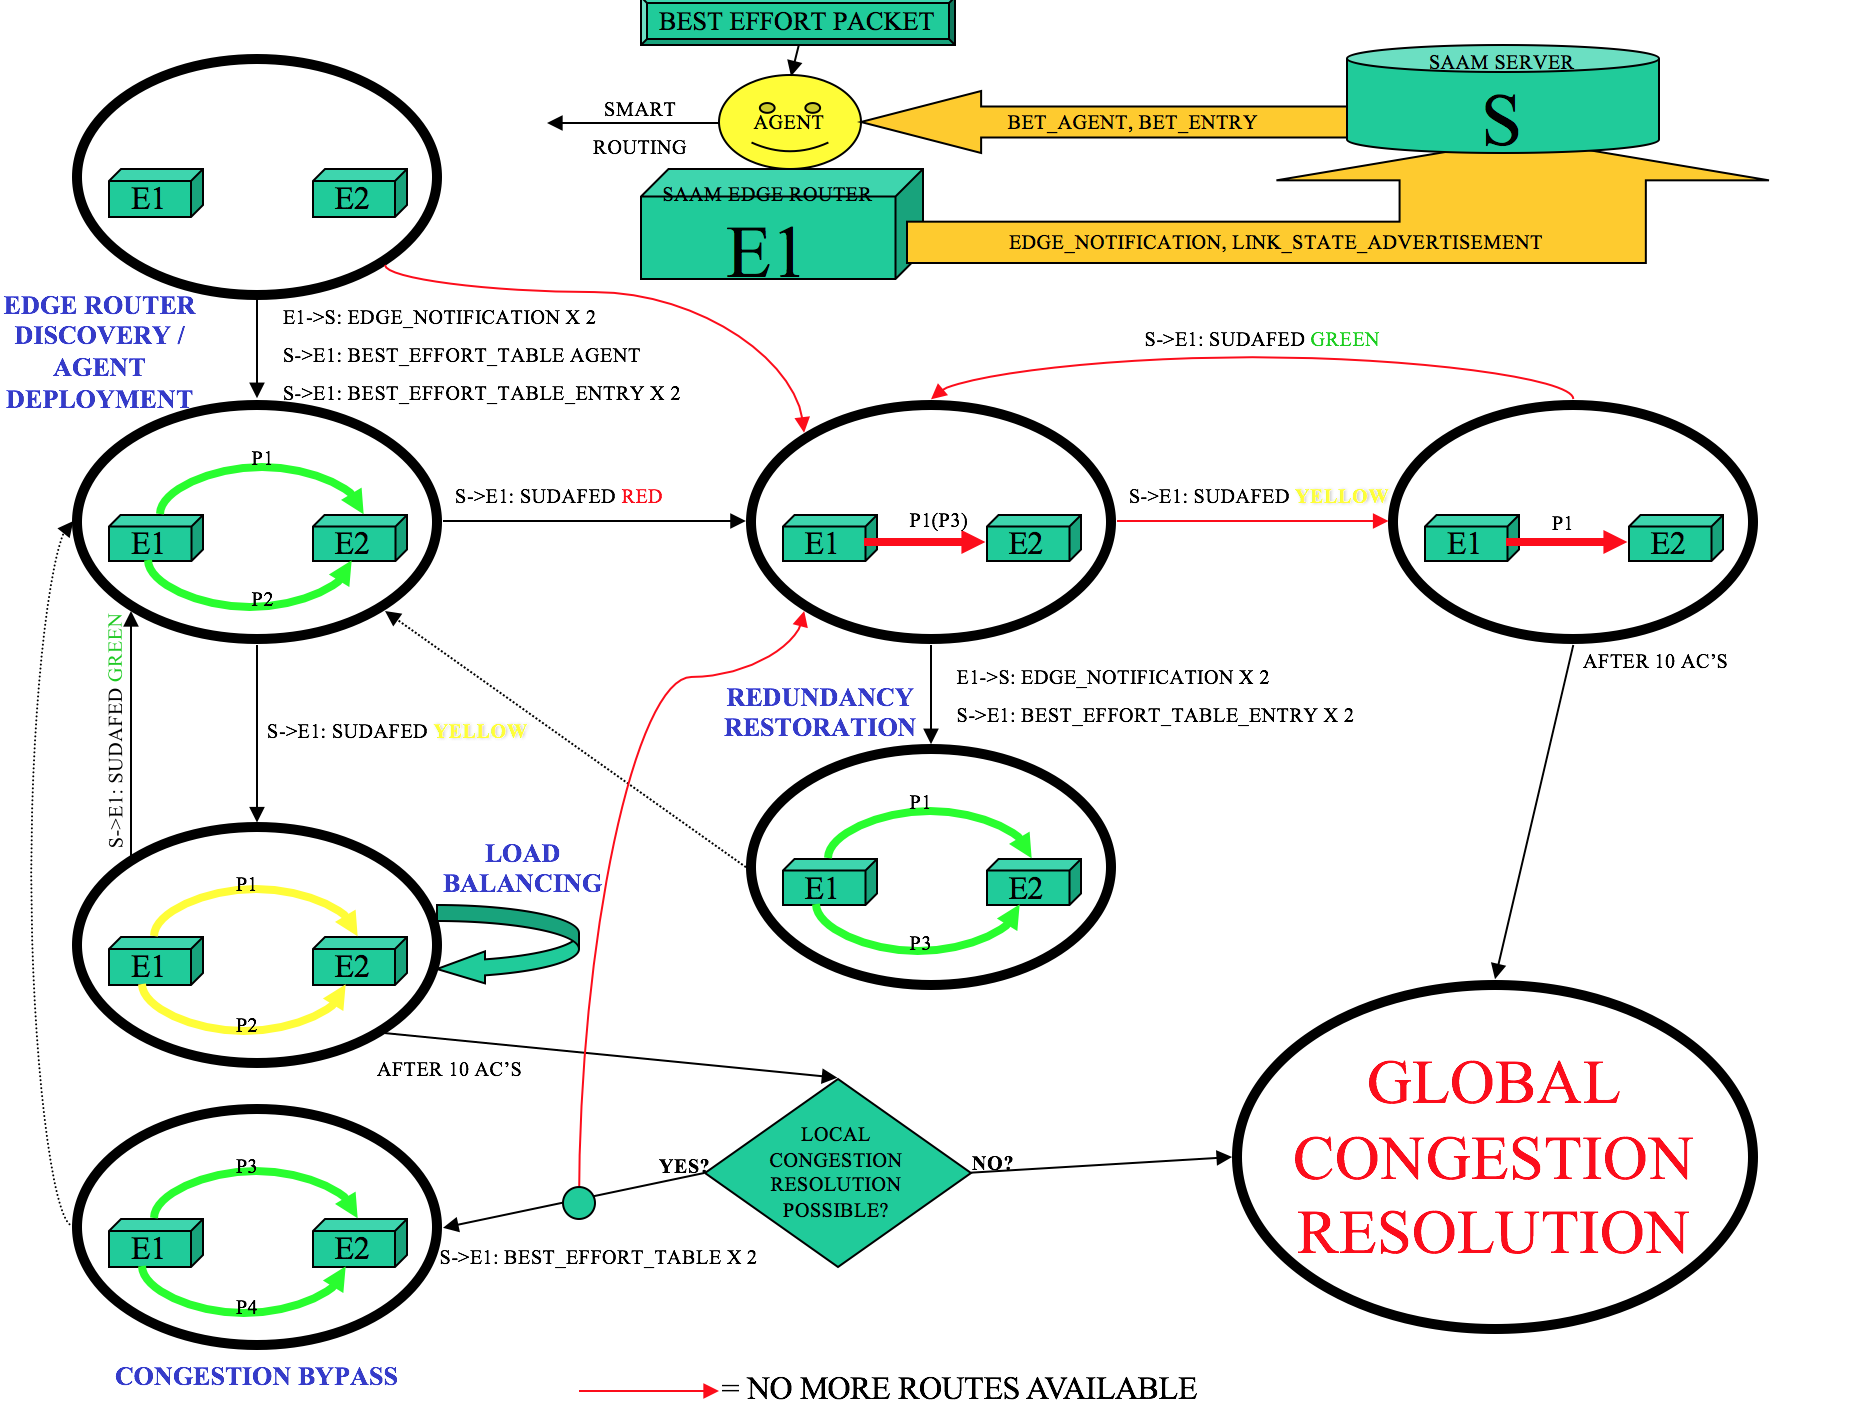 BEST EFFORT PACKET
SAAM SERVER
S
SMART
ROUTING
AGENT
BET_AGENT, BET_ENTRY
SAAM EDGE ROUTER
E1
EDGE_NOTIFICATION, LINK_STATE_ADVERTISEMENT
E1
E2
EDGE ROUTER
DISCOVERY /
AGENT
DEPLOYMENT
E1->S: EDGE_NOTIFICATION X 2
S->E1: BEST_EFFORT_TABLE AGENT
S->E1: BEST_EFFORT_TABLE_ENTRY X 2
S->E1: SUDAFED GREEN
P1
E1
E2
P2
S->E1: SUDAFED RED
P1(P3)
E1
E2
S->E1: SUDAFED YELLOW
P1
E1
E2
S->E1: SUDAFED GREEN
S->E1: SUDAFED YELLOW
REDUNDANCY
RESTORATION
E1->S: EDGE_NOTIFICATION X 2
S->E1: BEST_EFFORT_TABLE_ENTRY X 2
AFTER 10 AC’S
P1
E1
E2
P3
LOAD
BALANCING
P1
E1
E2
P2
AFTER 10 AC’S
LOCAL
CONGESTION
RESOLUTION
POSSIBLE?
YES?
NO?
S->E1: BEST_EFFORT_TABLE X 2
P3
E1
E2
P4
CONGESTION BYPASS
GLOBAL
CONGESTION
RESOLUTION
= NO MORE ROUTES AVAILABLE